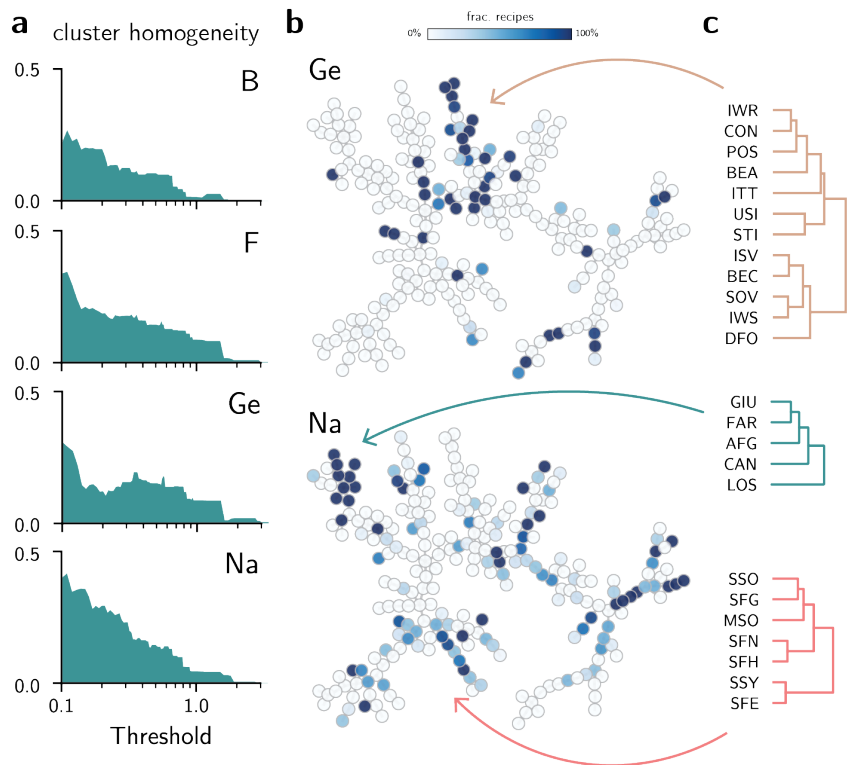 a
cluster homogeneity
0.5
B
0.0
0.5
F
0.0
0.5
Ge
0.0
0.5
Na
0.0
0.1
1.0
Threshold
b
frac. recipes
0%
100%
Ge
Na
c
IWR
CON
POS
BEA
ITT
USI
STI
ISV
BEC
SOV
IWS
DFO
GIU
FAR
AFG
CAN
LOS
SSO
SFG
MSO
SFN
SFH
SSY
SFE